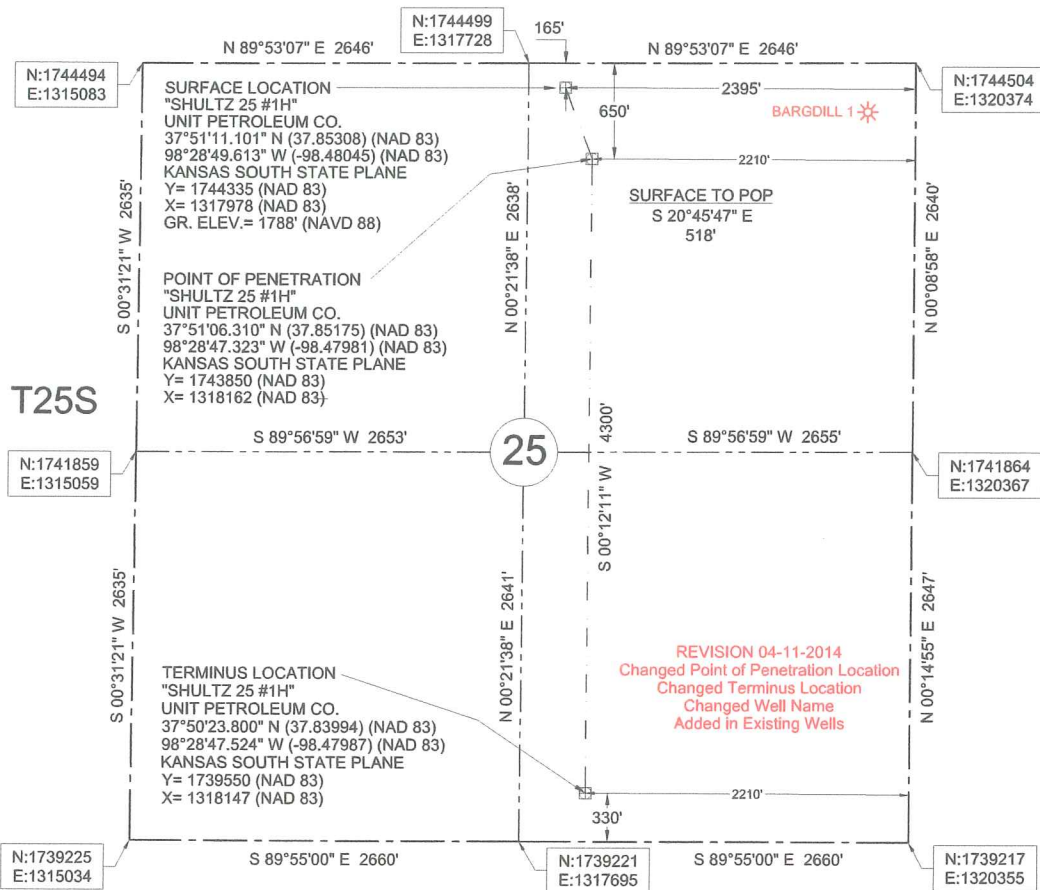 N:1744499
E:1317728
165'
N 89°53'07" E 2646'
N 89°53'07" E 2646'
N:1744494
E:1315083
N:1744504
E:1320374
SURFACE LOCATION
"SHULTZ 25 #1H"
UNIT PETROLEUM CO.
37°51'11.101" N (37.85308) (NAD 83)
98°28'49.613" W (-98.48045) (NAD 83)
KANSAS SOUTH STATE PLANE
Y= 1744335 (NAD 83)
X= 1317978 (NAD 83)
GR. ELEV.= 1788' (NAVD 88)
2395'
650'
BARGDILL 1
2210'
SURFACE TO POP
S 20°45'47" E
518'
S 00°31'21" W 2635'
N 00°21'38" E 2638'
N 00°08'58" E 2640'
POINT OF PENETRATION
"SHULTZ 25 #1H"
UNIT PETROLEUM CO.
37°51'06.310" N (37.85175) (NAD 83)
98°28'47.323" W (-98.47981) (NAD 83)
KANSAS SOUTH STATE PLANE
Y= 1743850 (NAD 83)
X= 1318162 (NAD 83)
T25S
S 89°56'59" W 2653'
25
S 89°56'59" W 2655'
N:1741859
E:1315059
N:1741864
E:1320367
S 00°12'11" W 4300'
S 00°31'21" W 2635'
N 00°21'38" E 2641'
N 00°14'55" E 2647'
REVISION 04-11-2014
Changed Point of Penetration Location
Changed Terminus Location
Changed Well Name
Added in Existing Wells
TERMINUS LOCATION
"SHULTZ 25 #1H"
UNIT PETROLEUM CO.
37°50'23.800" N (37.83994) (NAD 83)
98°28'47.524" W (-98.47987) (NAD 83)
KANSAS SOUTH STATE PLANE
Y= 1739550 (NAD 83)
X= 1318147 (NAD 83)
2210'
330'
N:1739225
E:1315034
S 89°55'00" E 2660'
N:1739221
E:1317695
S 89°55'00" E 2660'
N:1739217
E:1320355